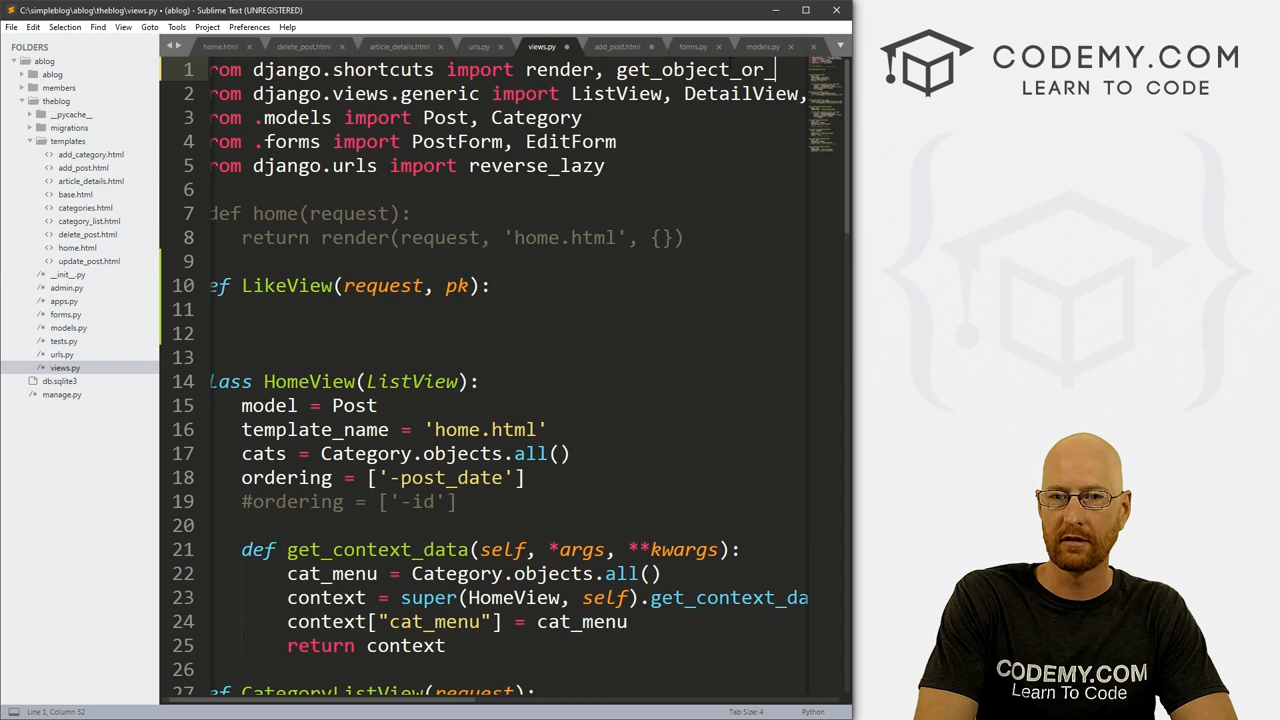 C:\simpleblog\ablog\theblog\views.py • (ablog) - Sublime Text (UNREGISTERED)
File Edit Selection Find View Goto Tools Project Preferences Help
FOLDERS
ablog
ablog
members
theblog
__pycache__
migrations
templates
add_category.html
add_post.html
article_details.html
base.html
categories.html
category_list.html
delete_post.html
home.html
update_post.html
__init__.py
admin.py
apps.py
forms.py
models.py
tests.py
urls.py
views.py
db.sqlite3
manage.py
home.html delete_post.html article_details.html urls.py views.py add_post.html forms.py models.py
1 rom django.shortcuts import render, get_object_or_
2 rom django.views.generic import ListView, DetailView,
3 rom .models import Post, Category
4 rom .forms import PostForm, EditForm
5 rom django.urls import reverse_lazy
6
7 def home(request):
8 return render(request, 'home.html', {})
9
10 ef LikeView(request, pk):
11
12
13
14 lass HomeView(ListView):
15 model = Post
16 template_name = 'home.html'
17 cats = Category.objects.all()
18 ordering = ['-post_date']
19 #ordering = ['-id']
20
21 def get_context_data(self, *args, **kwargs):
22 cat_menu = Category.objects.all()
23 context = super(HomeView, self).get_context_da
24 context["cat_menu"] = cat_menu
25 return context
26
27 ef CategoryListView(request):
Line 1, Column 52 Tab Size: 4 Python
CODEMY.COM
LEARN TO CODE
CODEMY.COM
Learn To Code